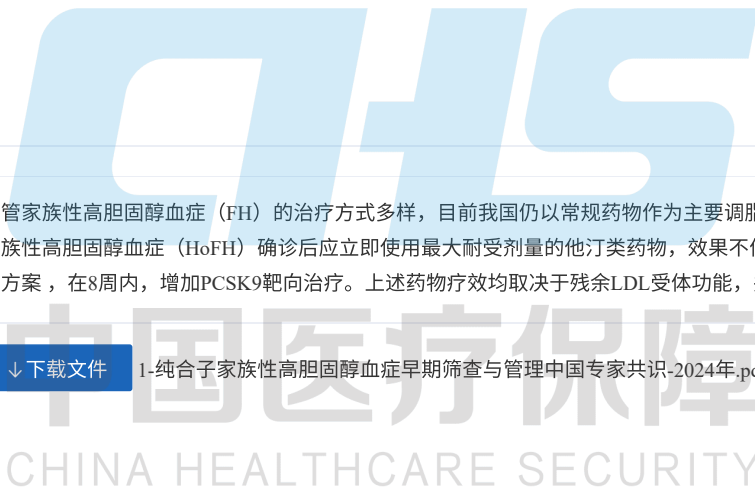 CHS
管家族性高胆固醇血症（FH）的治疗方式多样，目前我国仍以常规药物作为主要调
族性高胆固醇血症（HoFH）确诊后应立即使用最大耐受剂量的他汀类药物，效果不
方案 ，在8周内，增加PCSK9靶向治疗。上述药物疗效均取决于残余LDL受体功能，
中国医疗保障
↓下载文件 1-纯合子家族性高胆固醇血症早期筛查与管理中国专家共识-2024年.p
CHINA HEALTHCARE SECURITY